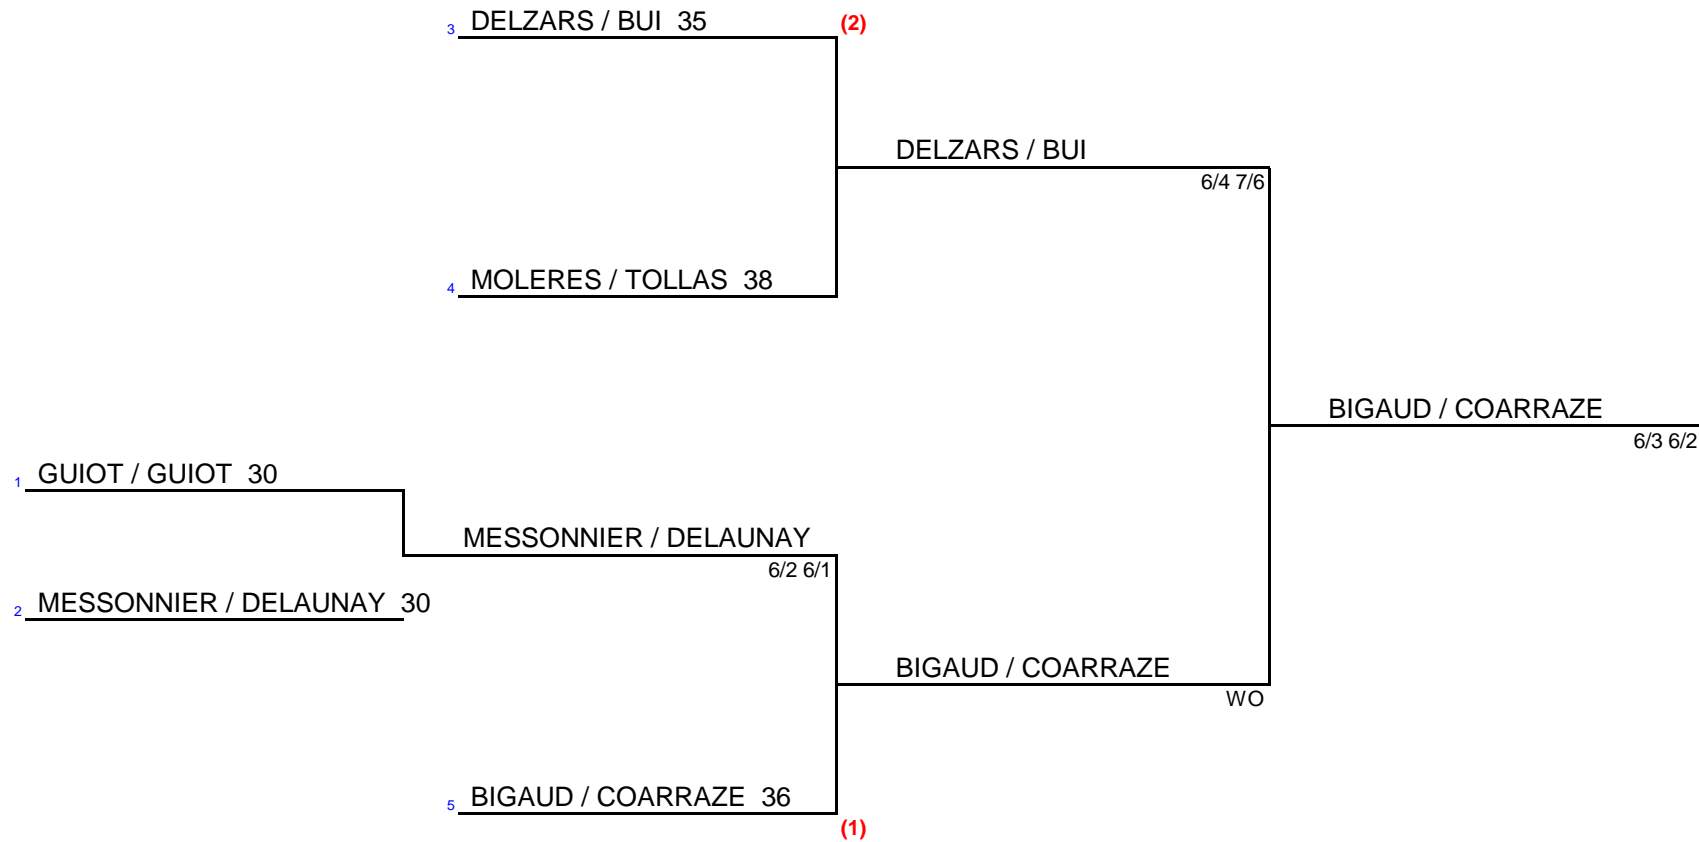 3 DELZARS / BUI 35 (2)
DELZARS / BUI
6/4 7/6
4 MOLERES / TOLLAS 38
BIGAUD / COARRAZE
6/3 6/2
1 GUIOT / GUIOT 30
MESSONNIER / DELAUNAY
6/2 6/1
2 MESSONNIER / DELAUNAY 30
BIGAUD / COARRAZE
WO
5 BIGAUD / COARRAZE 36
(1)